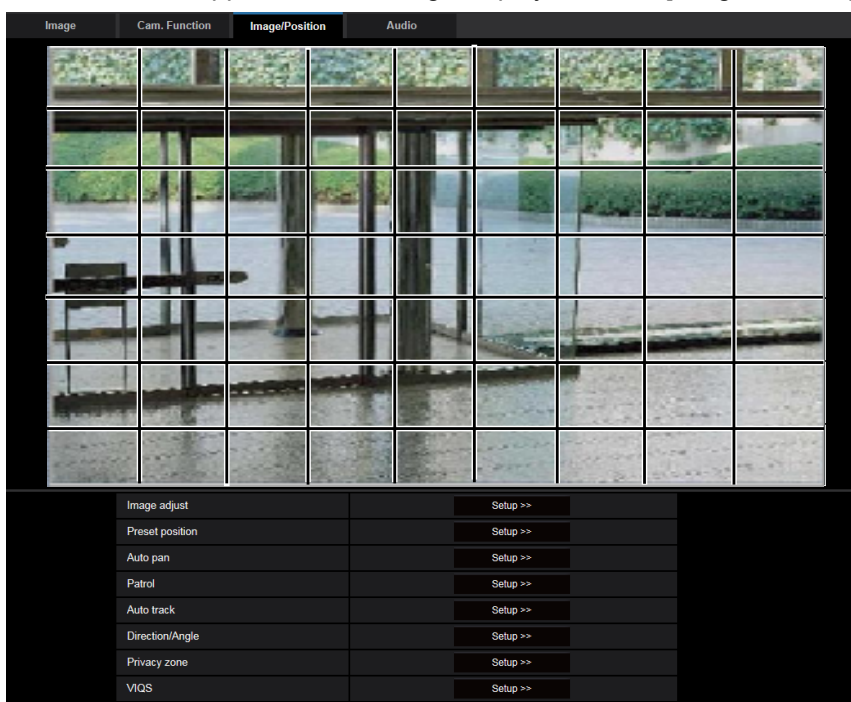 Image Cam. Function Image/Position Audio
Image adjust Setup >>
Preset position Setup >>
Auto pan Setup >>
Patrol Setup >>
Auto track Setup >>
Direction/Angle Setup >>
Privacy zone Setup >>
VIQS Setup >>